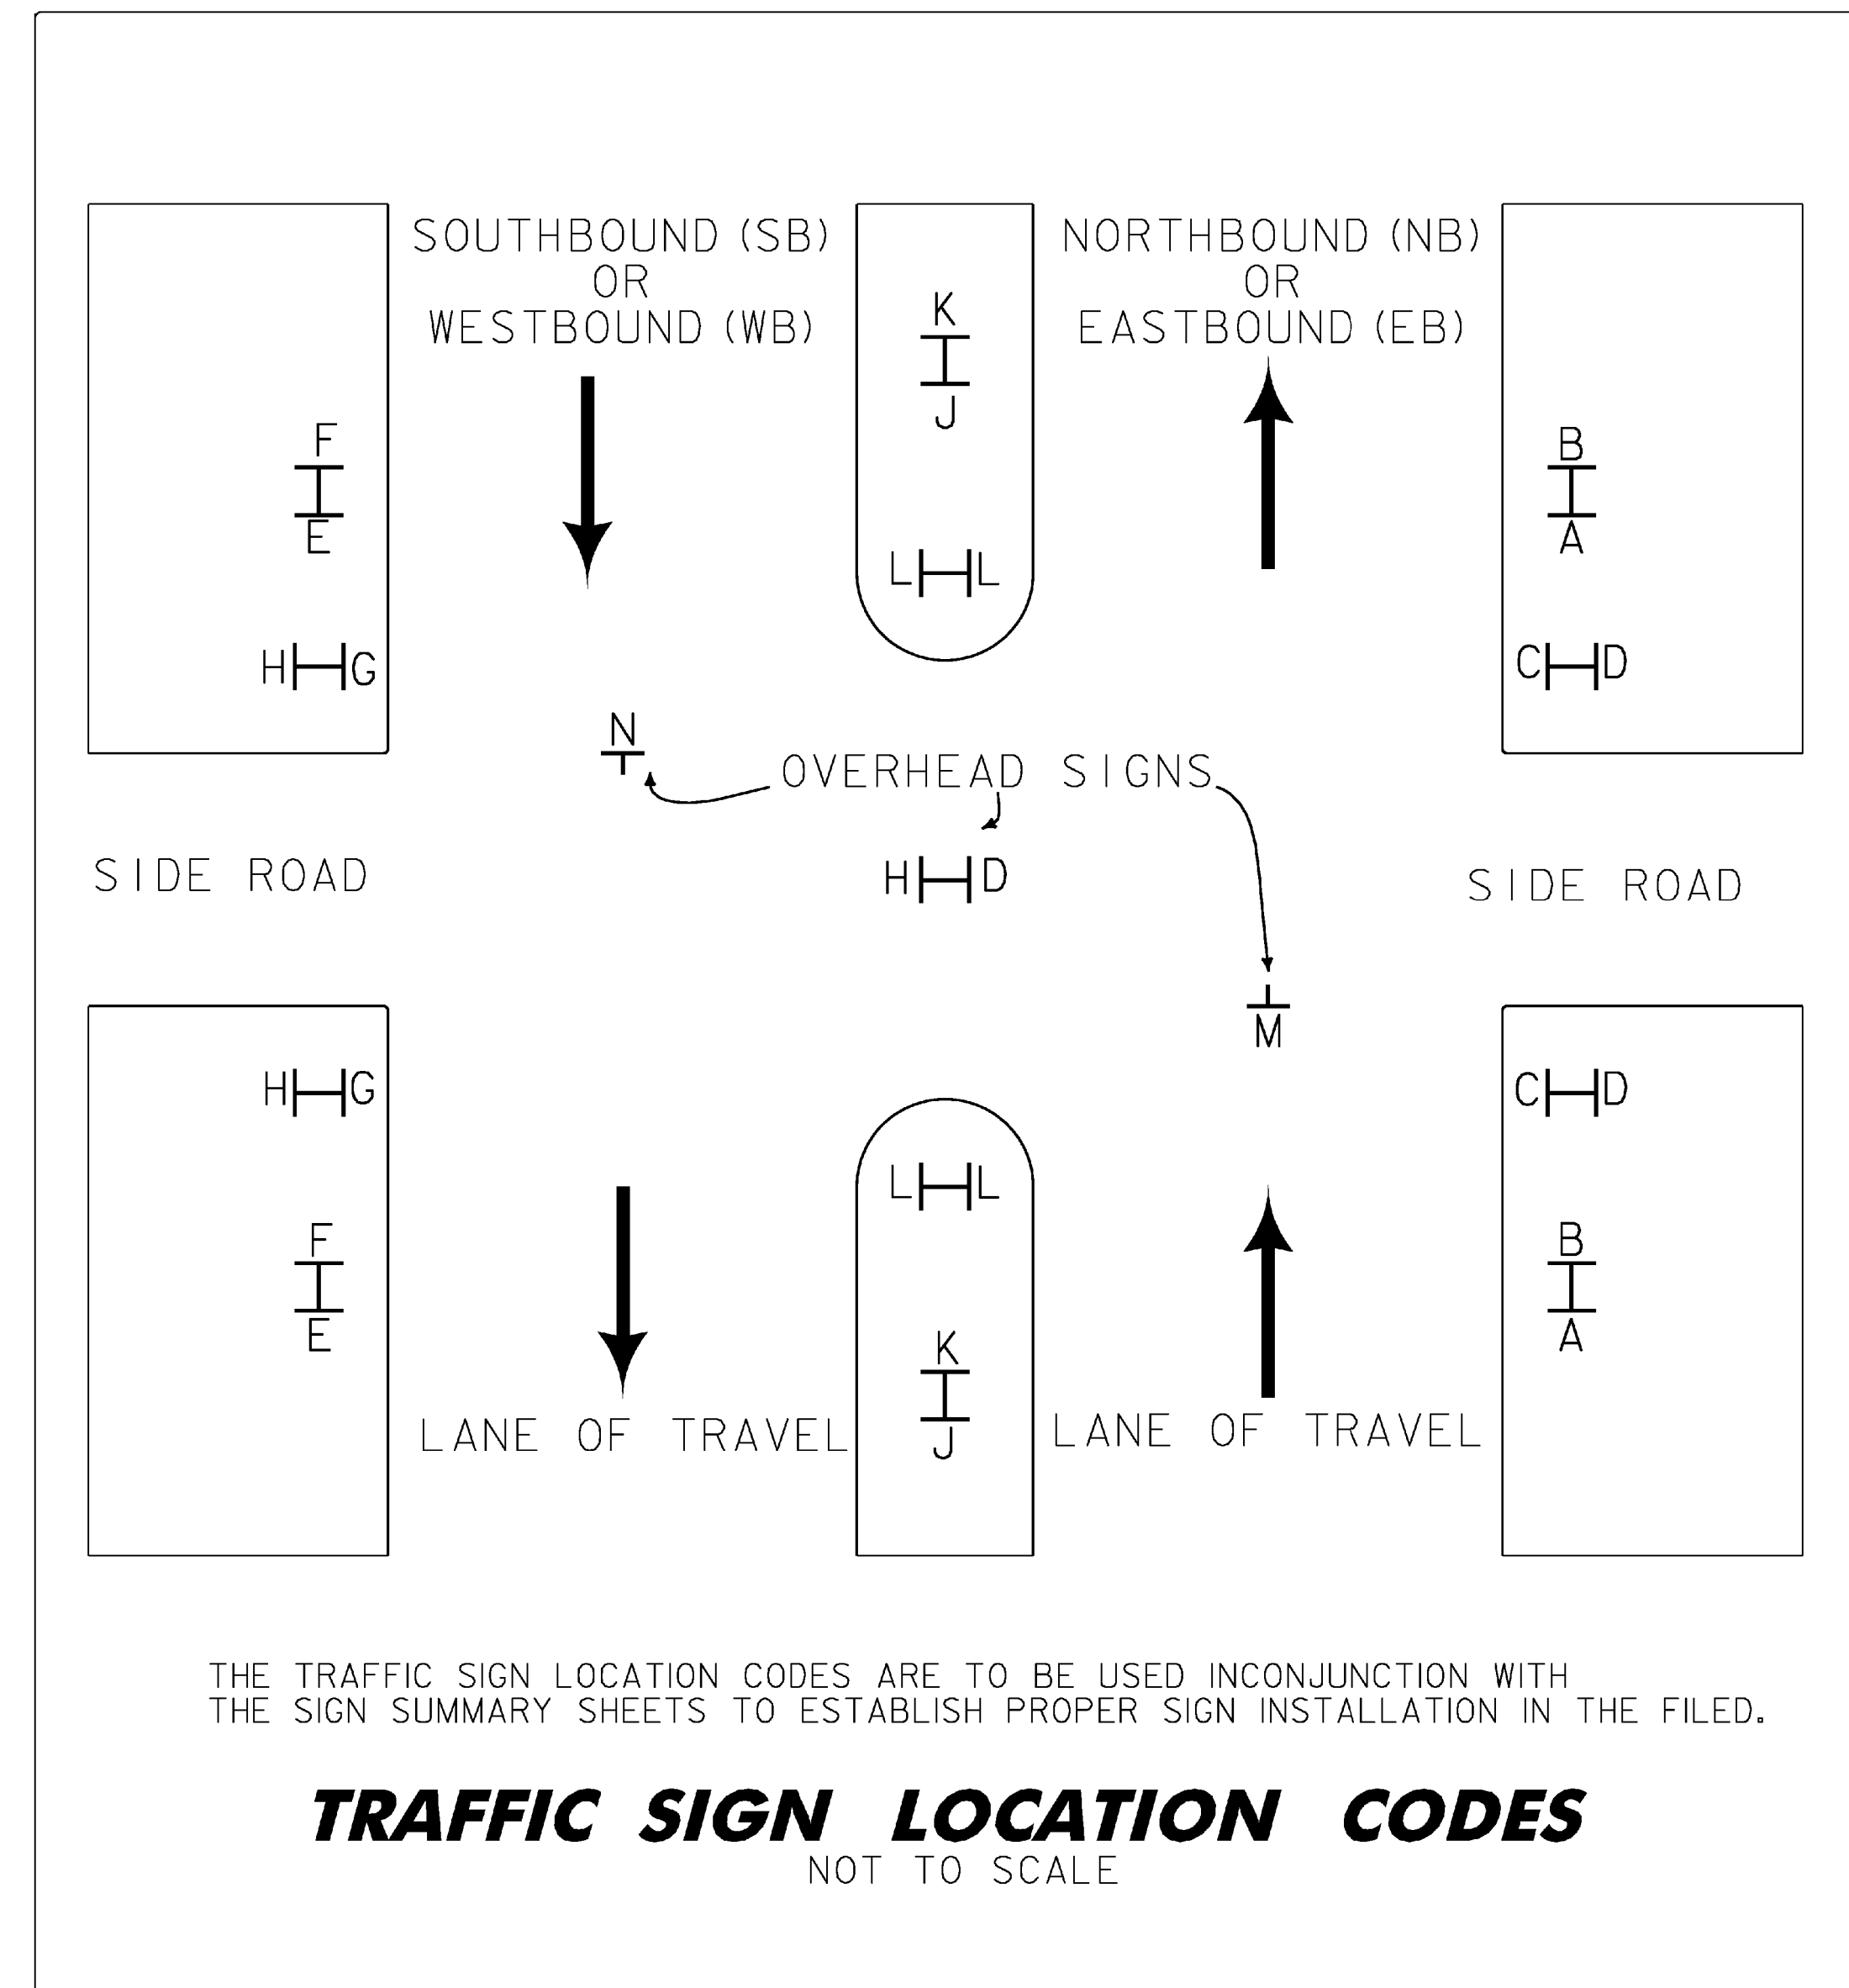 SOUTHBOUND (SB)
OR
WESTBOUND (WB)
NORTHBOUND (NB)
OR
EASTBOUND (EB)
K
J
F
E
B
A
L L
H G
C D
N
OVERHEAD SIGNS
SIDE ROAD
H D
SIDE ROAD
M
H G
C D
L L
F
E
B
A
K
J
LANE OF TRAVEL
LANE OF TRAVEL
THE TRAFFIC SIGN LOCATION CODES ARE TO BE USED INCONJUNCTION WITH
THE SIGN SUMMARY SHEETS TO ESTABLISH PROPER SIGN INSTALLATION IN THE FILED.
TRAFFIC SIGN LOCATION CODES
NOT TO SCALE